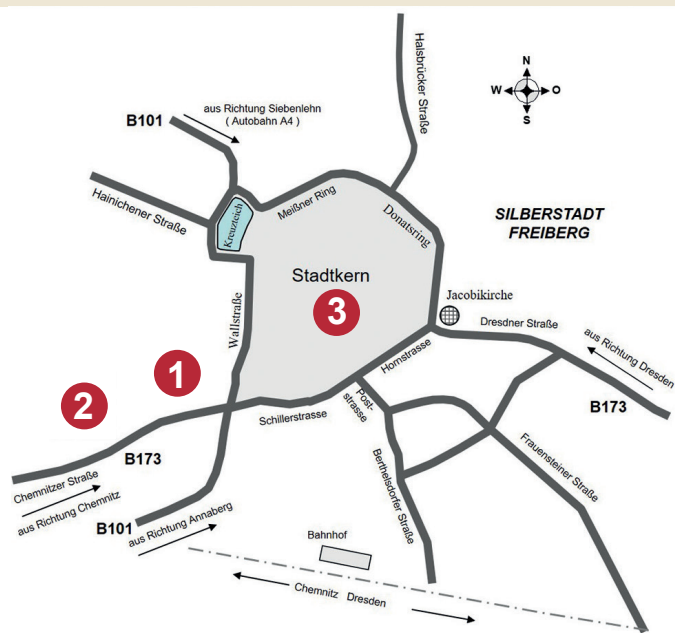 Halsbrücker Straße
N
W
O
S
aus Richtung Siebenlehn
( Autobahn A4 )
B101
Hainichener Straße
Meißner Ring
Kreuzteich
Donatsring
SILBERSTADT
FREIBERG
Stadtkern
3
Jacobikirche
Wallstraße
Dresdner Straße
aus Richtung Dresden
B173
1
Hornstrasse
2
Schillerstrasse
Post-
strasse
Chemnitzer Straße
B173
aus Richtung Chemnitz
Berthelsdorfer Straße
Frauensteiner Straße
B101
aus Richtung Annaberg
Bahnhof
Chemnitz Dresden